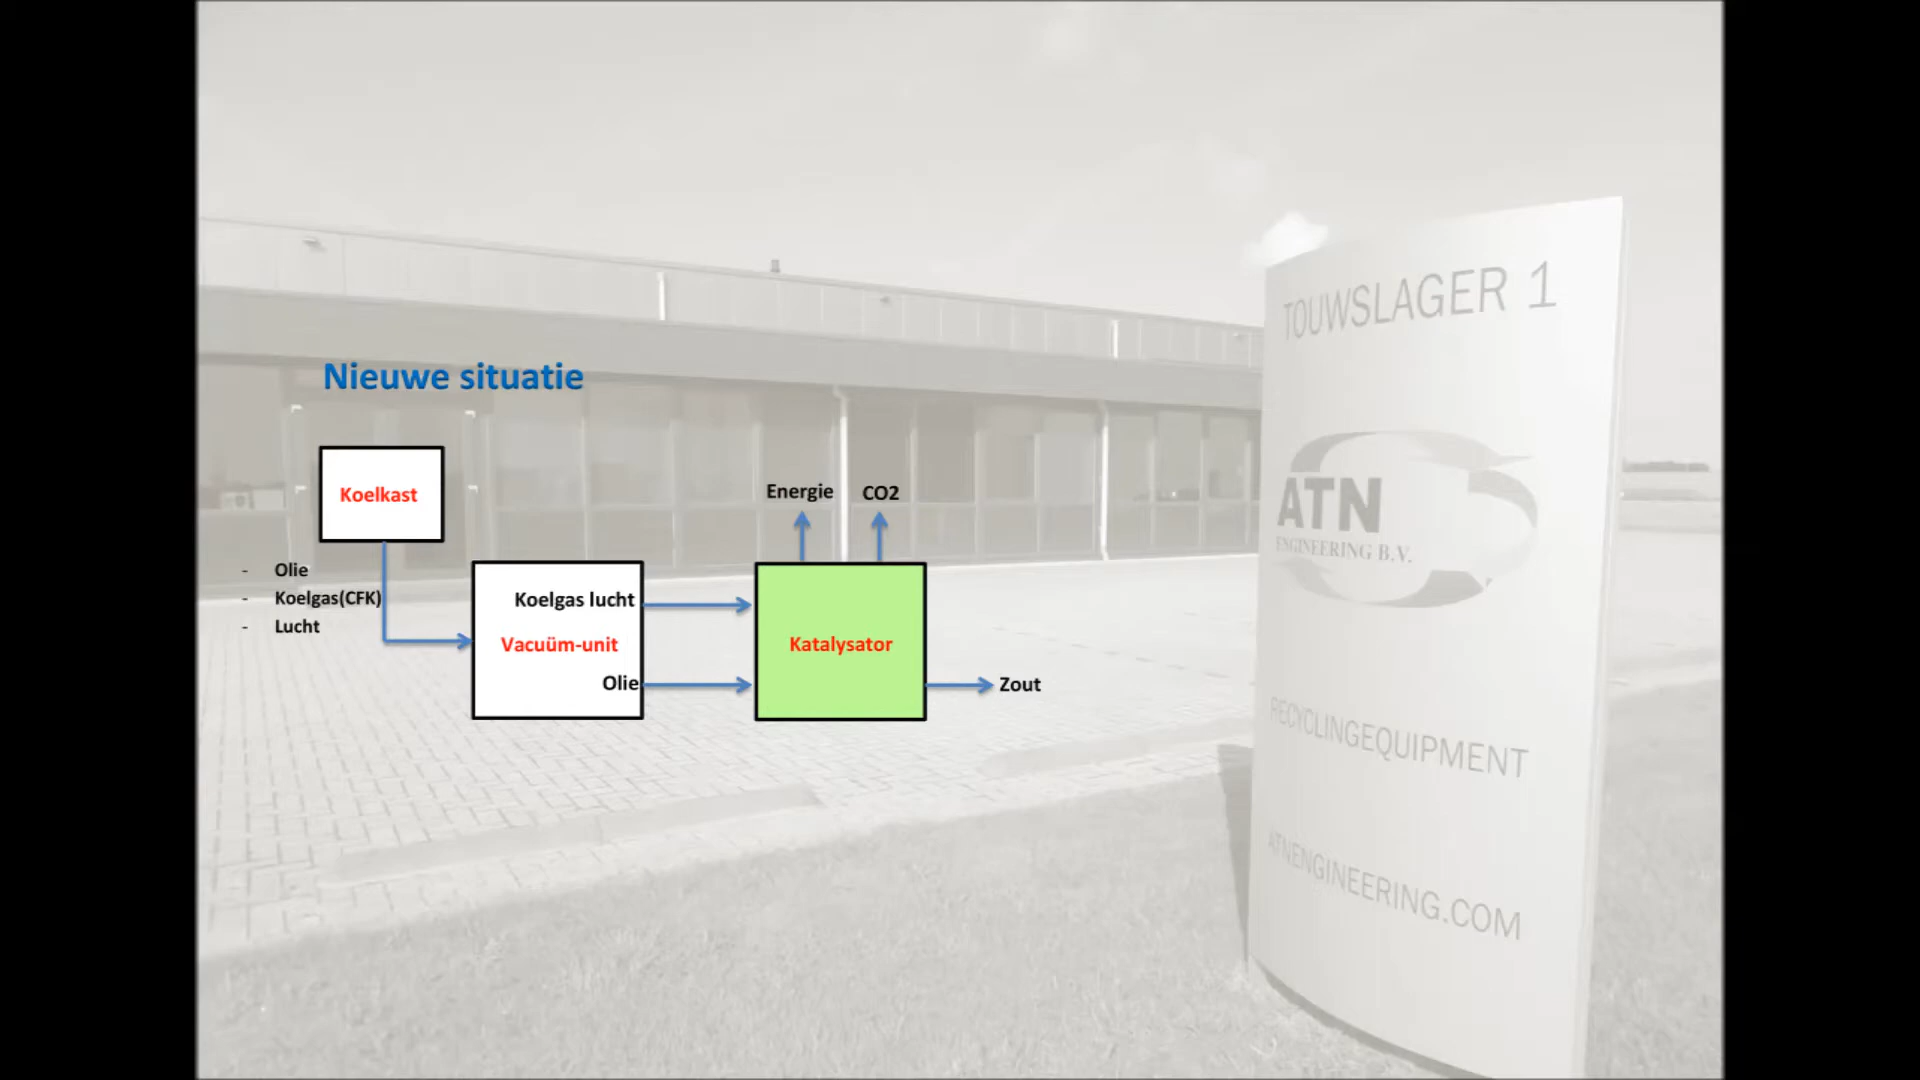 Nieuwe situatie
Koelkast
- Olie
- Koelgas(CFK)
- Lucht
Koelgas lucht
Vacuüm-unit
Olie
Energie
CO2
Katalysator
Zout
TOUWSLAGER 1
ATN
ENGINEERING B.V.
RECYCLINGEQUIPMENT
ATNENGINEERING.COM